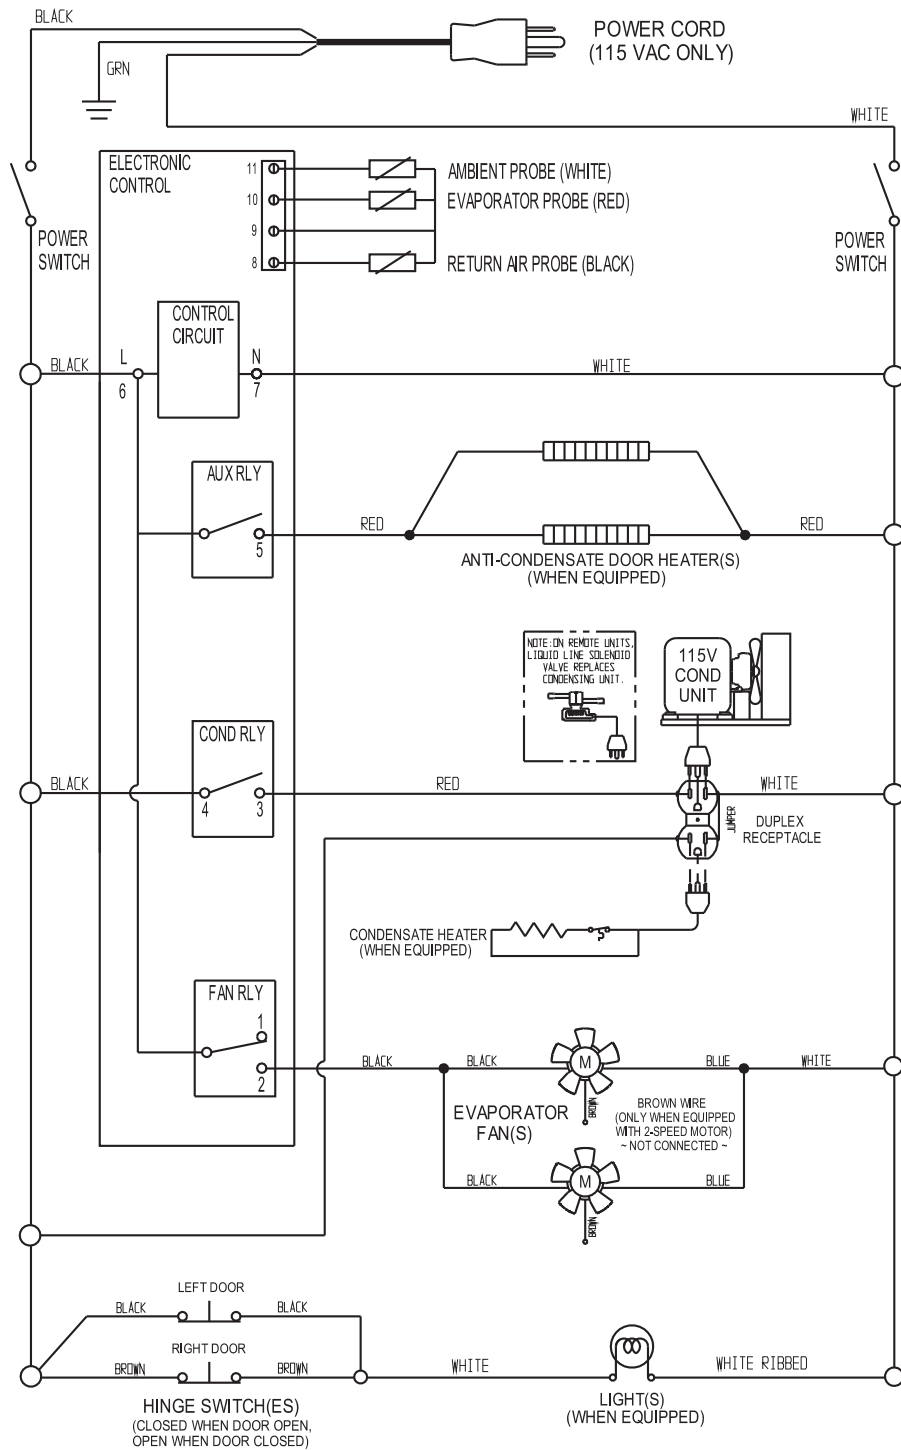 BLACK
POWER CORD
(115 VAC ONLY)
GRN
WHITE
ELECTRONIC
CONTROL
11
AMBIENT PROBE (WHITE)
10
EVAPORATOR PROBE (RED)
9
8
RETURN AIR PROBE (BLACK)
POWER
SWITCH
POWER
SWITCH
CONTROL
CIRCUIT
BLACK
L
6
N
7
WHITE
AUX RLY
5
RED
RED
ANTI-CONDENSATE DOOR HEATER(S)
(WHEN EQUIPPED)
NOTE: ON REMOTE UNITS,
LIQUID LINE SOLENOID
VALVE REPLACES
CONDENSING UNIT.
115V
COND
UNIT
COND RLY
BLACK
4
3
RED
WHITE
JUMPER
DUPLEX
RECEPTACLE
CONDENSATE HEATER
(WHEN EQUIPPED)
FAN RLY
1
2
BLACK
BLACK
M
BLUE
WHITE
BROWN
EVAPORATOR
FAN(S)
BROWN WIRE
(ONLY WHEN EQUIPPED
WITH 2-SPEED MOTOR)
~ NOT CONNECTED ~
BLACK
M
BLUE
BROWN
LEFT DOOR
BLACK
BLACK
RIGHT DOOR
BROWN
BROWN
WHITE
WHITE RIBBED
HINGE SWITCH(ES)
(CLOSED WHEN DOOR OPEN,
OPEN WHEN DOOR CLOSED)
LIGHT(S)
(WHEN EQUIPPED)